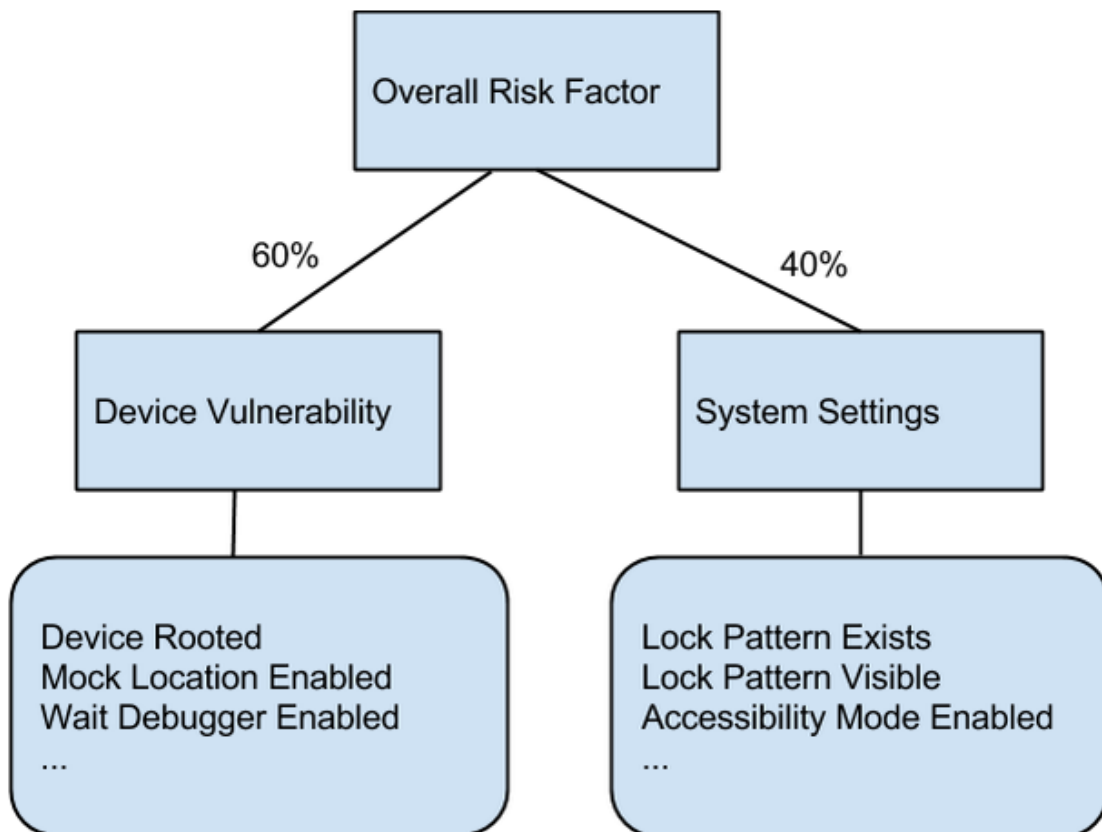 Overall Risk Factor
60%
40%
Device Vulnerability
System Settings
Device Rooted
Mock Location Enabled
Wait Debugger Enabled
...
Lock Pattern Exists
Lock Pattern Visible
Accessibility Mode Enabled
...